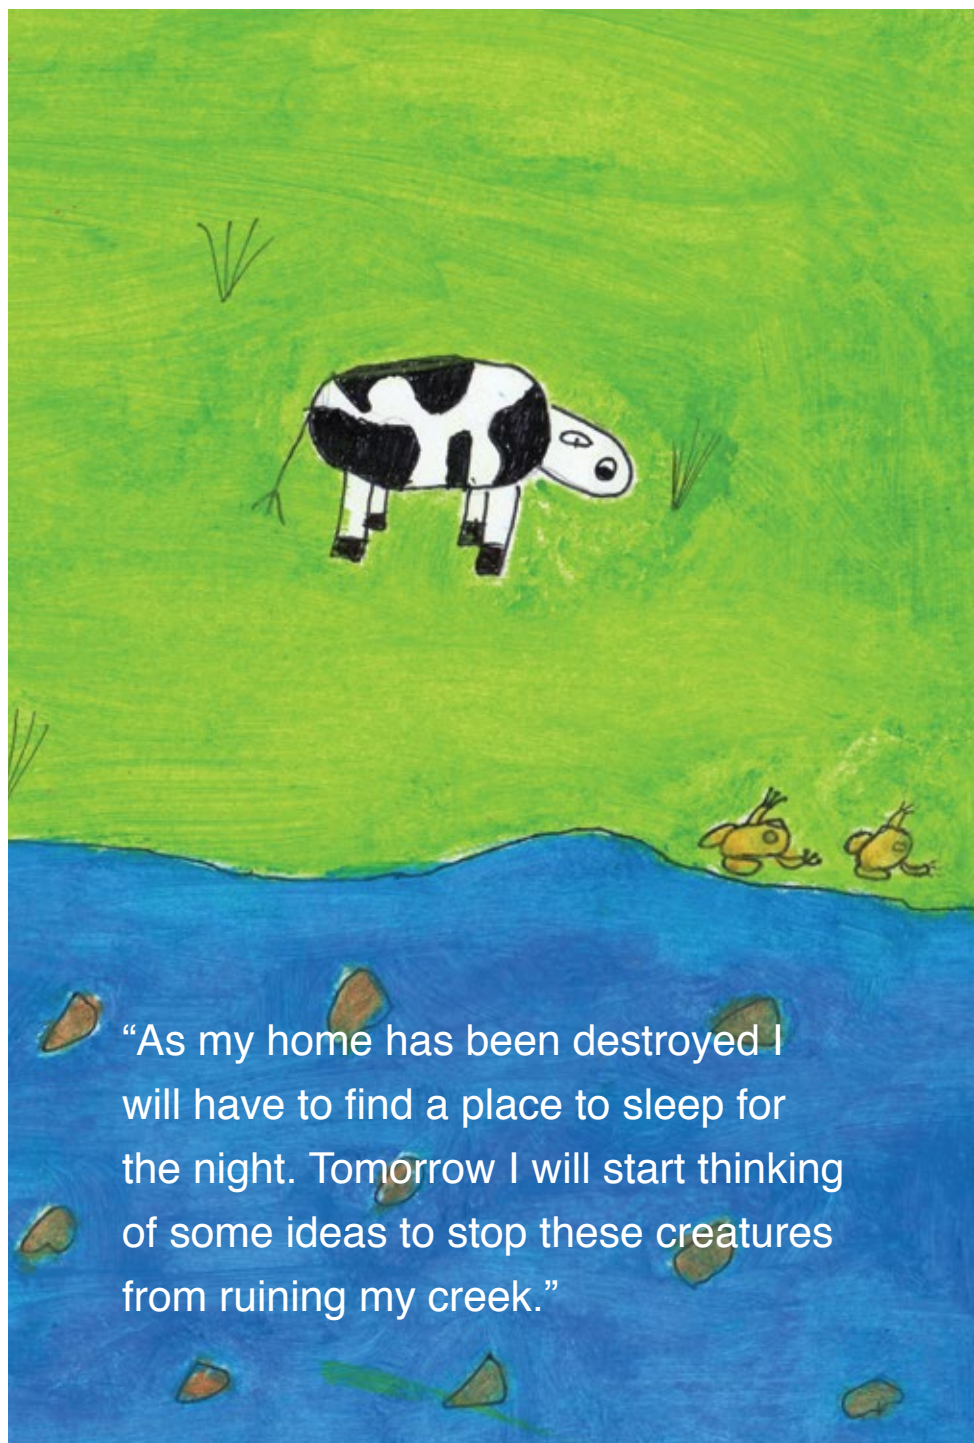 “As my home has been destroyed I
will have to find a place to sleep for
the night. Tomorrow I will start thinking
of some ideas to stop these creatures
from ruining my creek.”